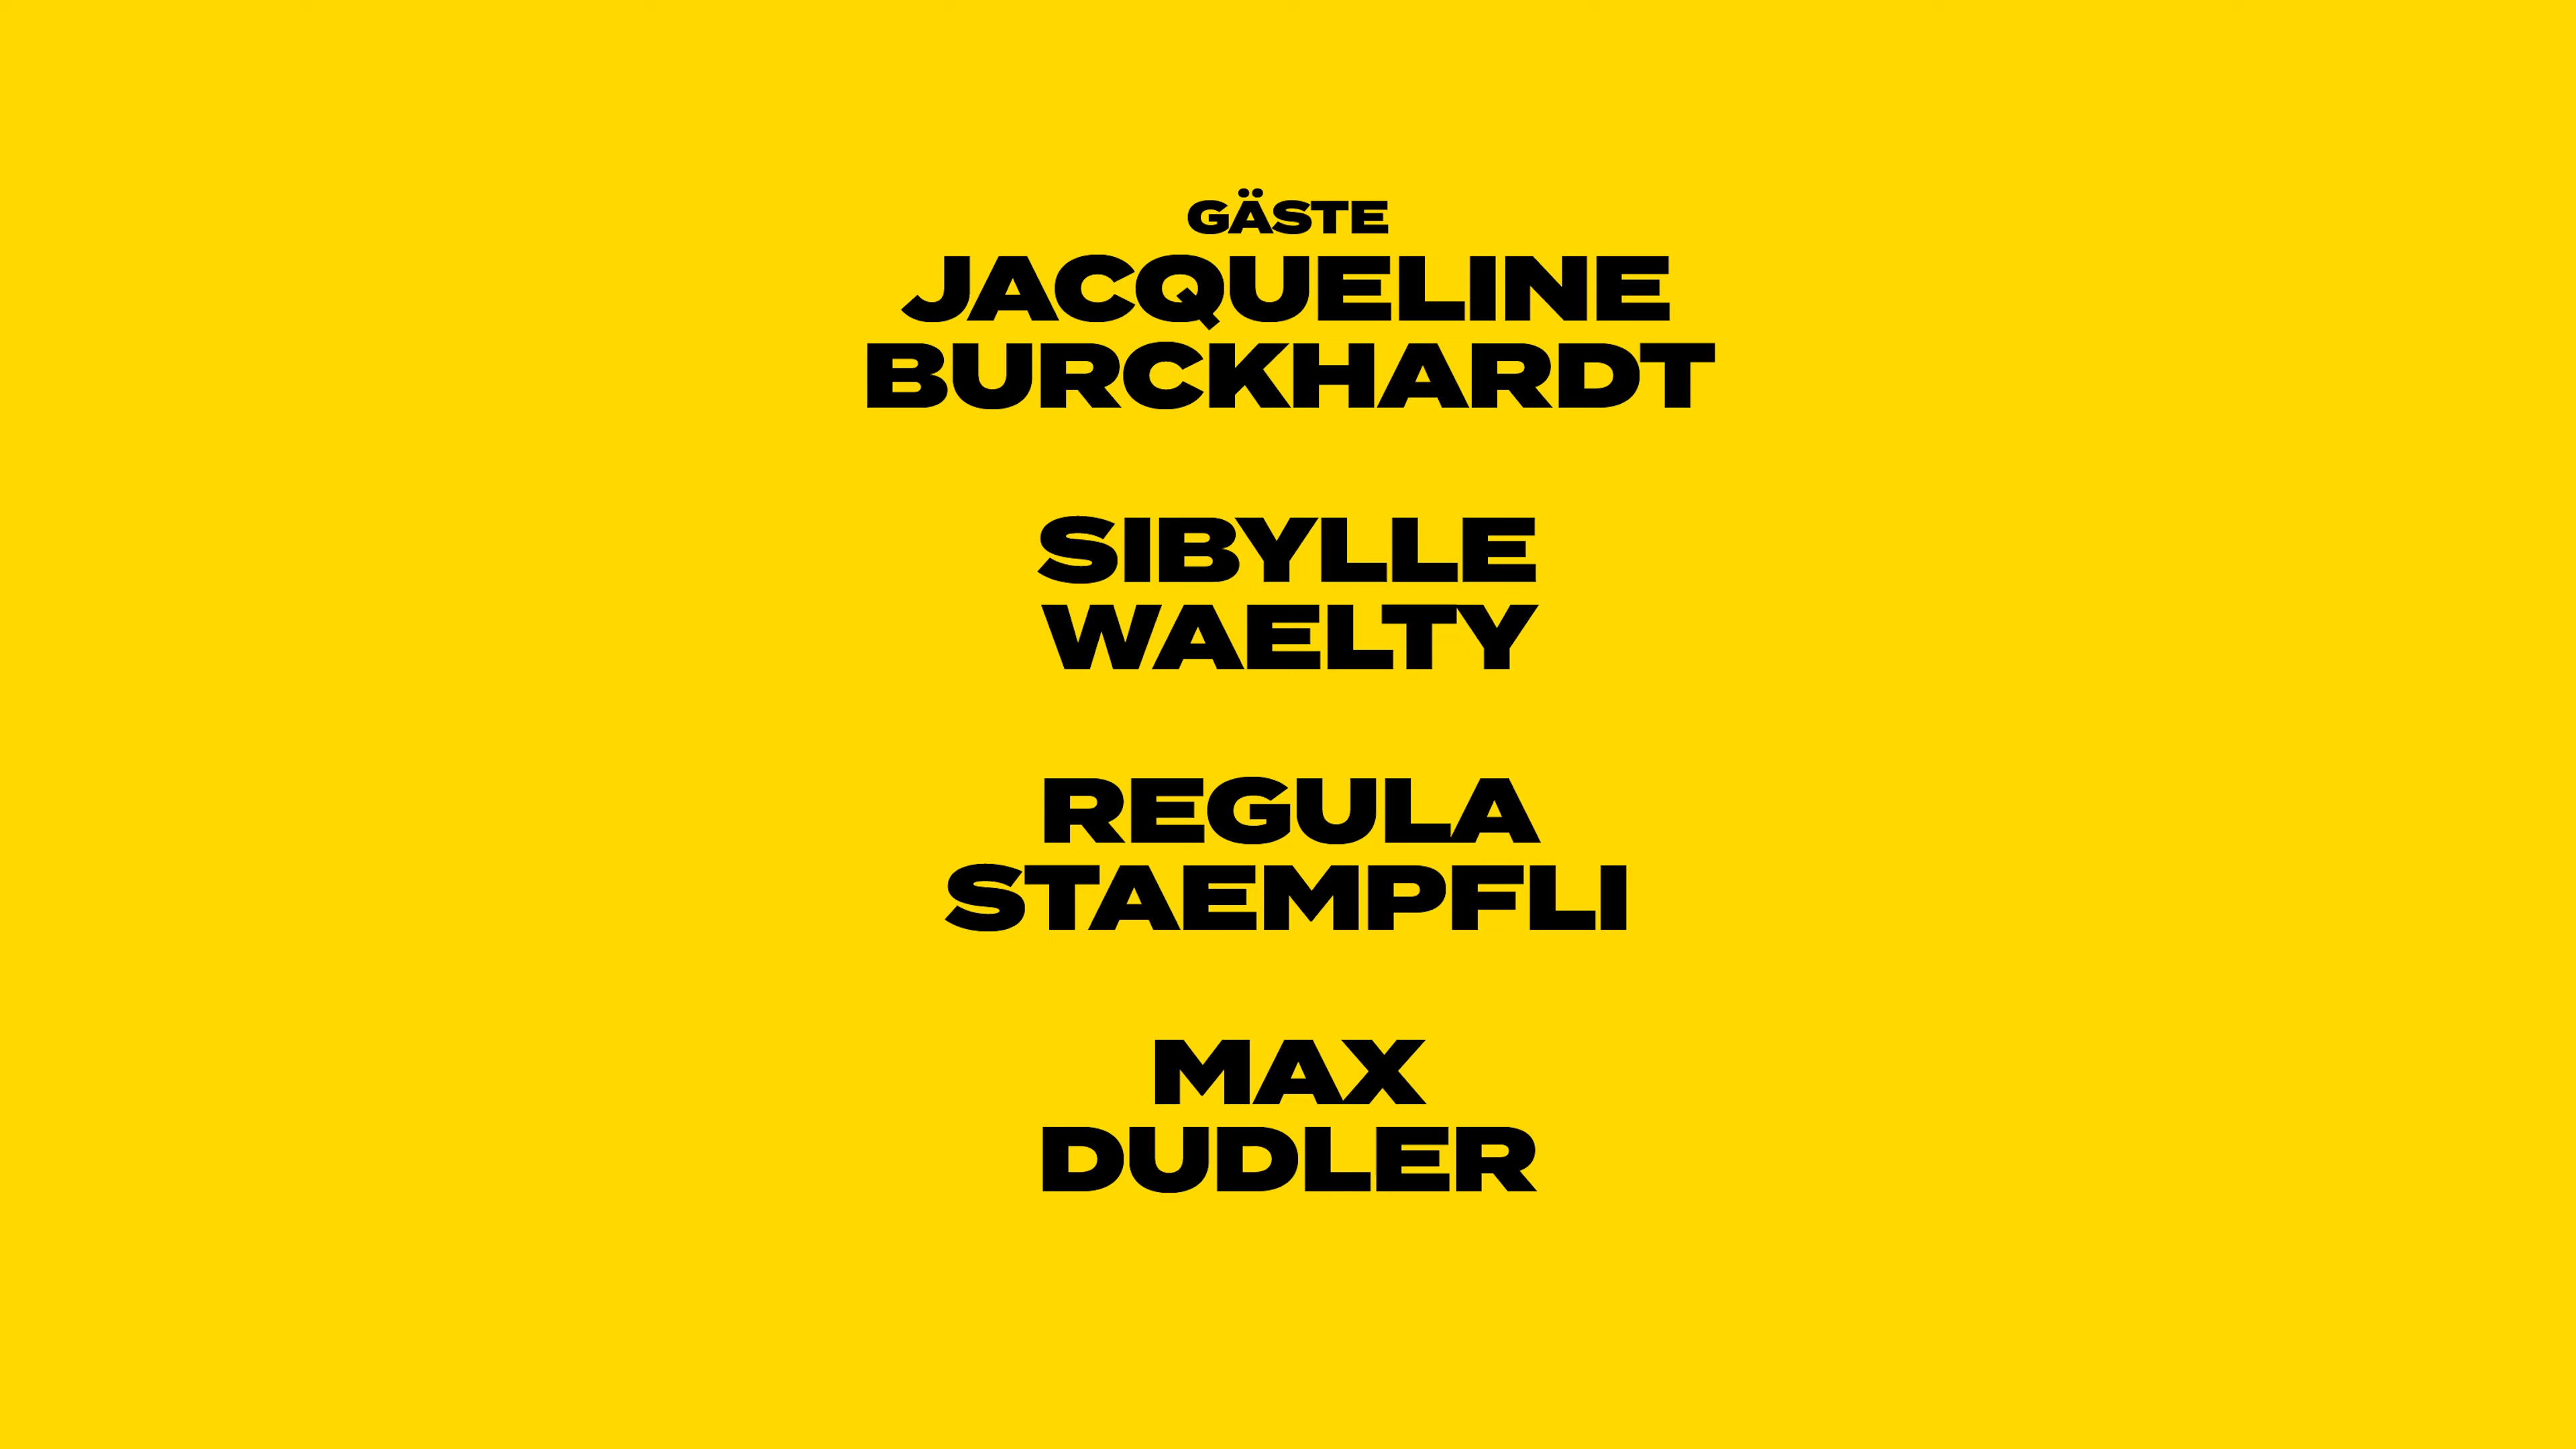 GÄSTE
JACQUELINE
BURCKHARDT
SIBYLLE
WAELTY
REGULA
STAEMPFLI
MAX
DUDLER